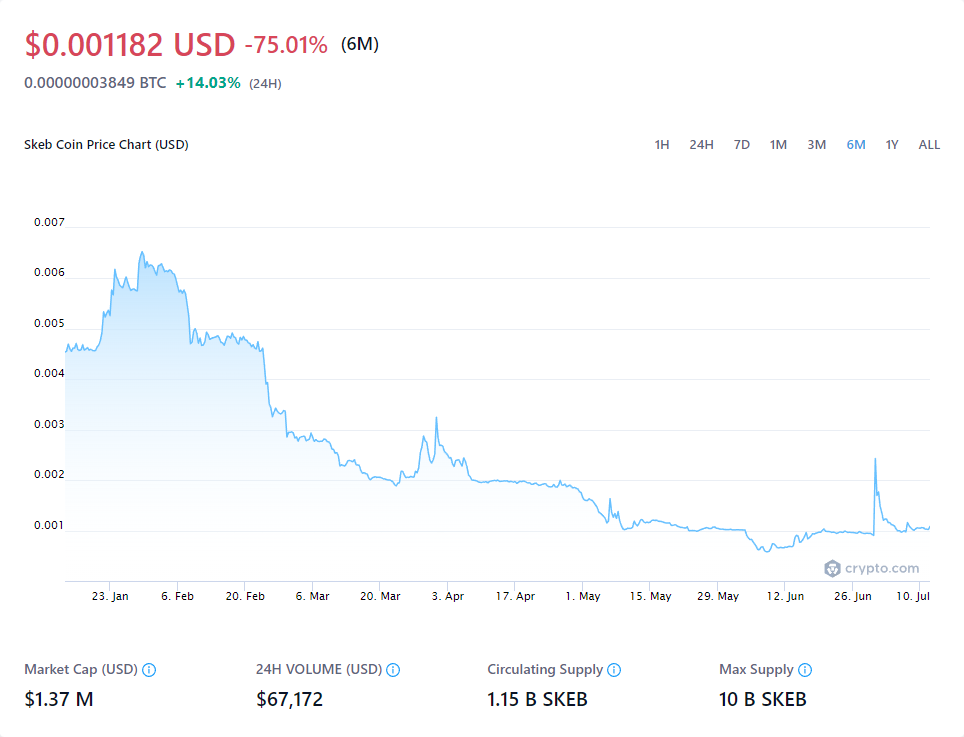 $0.001182 USD -75.01% (6M)
0.00000003849 BTC +14.03% (24H)
Skeb Coin Price Chart (USD) 1H 24H 7D 1M 3M 6M 1Y ALL
0.007
0.006
0.005
0.004
0.003
0.002
0.001
crypto.com
23. Jan 6. Feb 20. Feb 6. Mar 20. Mar 3. Apr 17. Apr 1. May 15. May 29. May 12. Jun 26. Jun 10. Jul
Market Cap (USD) 24H VOLUME (USD) Circulating Supply Max Supply
$1.37 M $67,172 1.15 B SKEB 10 B SKEB